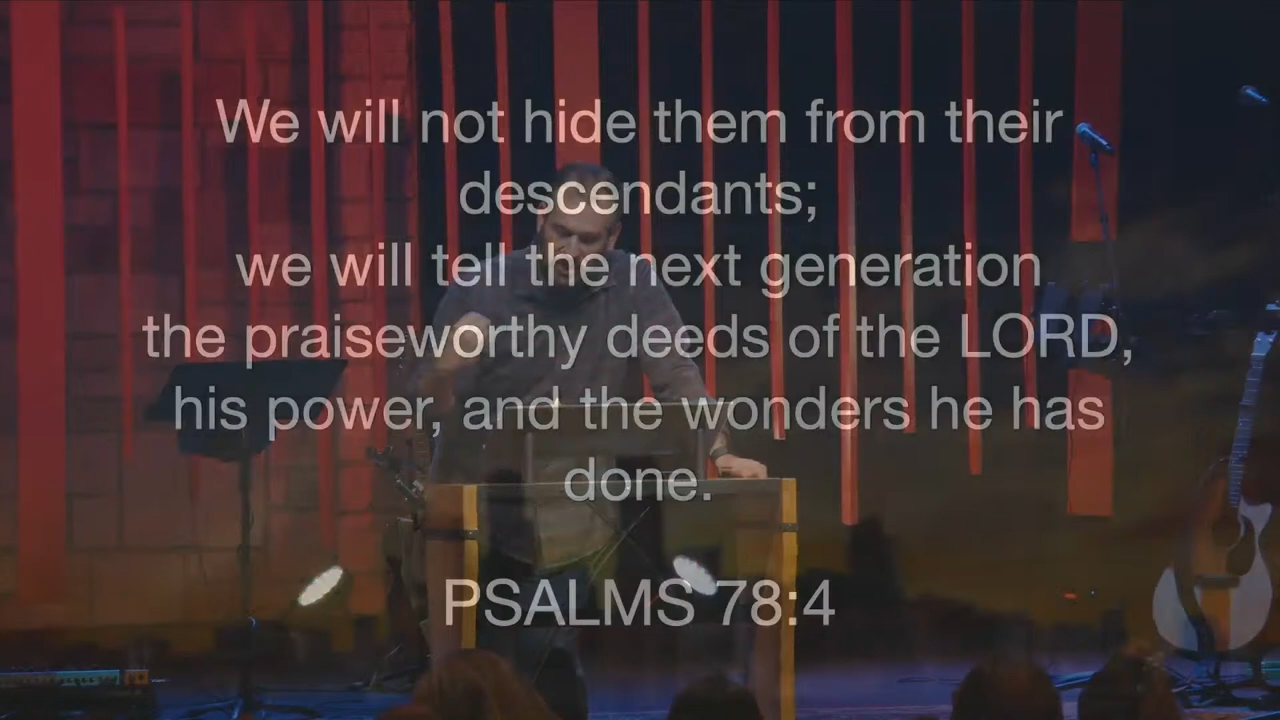 We will not hide them from their
descendants;
we will tell the next generation
the praiseworthy deeds of the LORD,
his power, and the wonders he has
done.
PSALMS 78:4